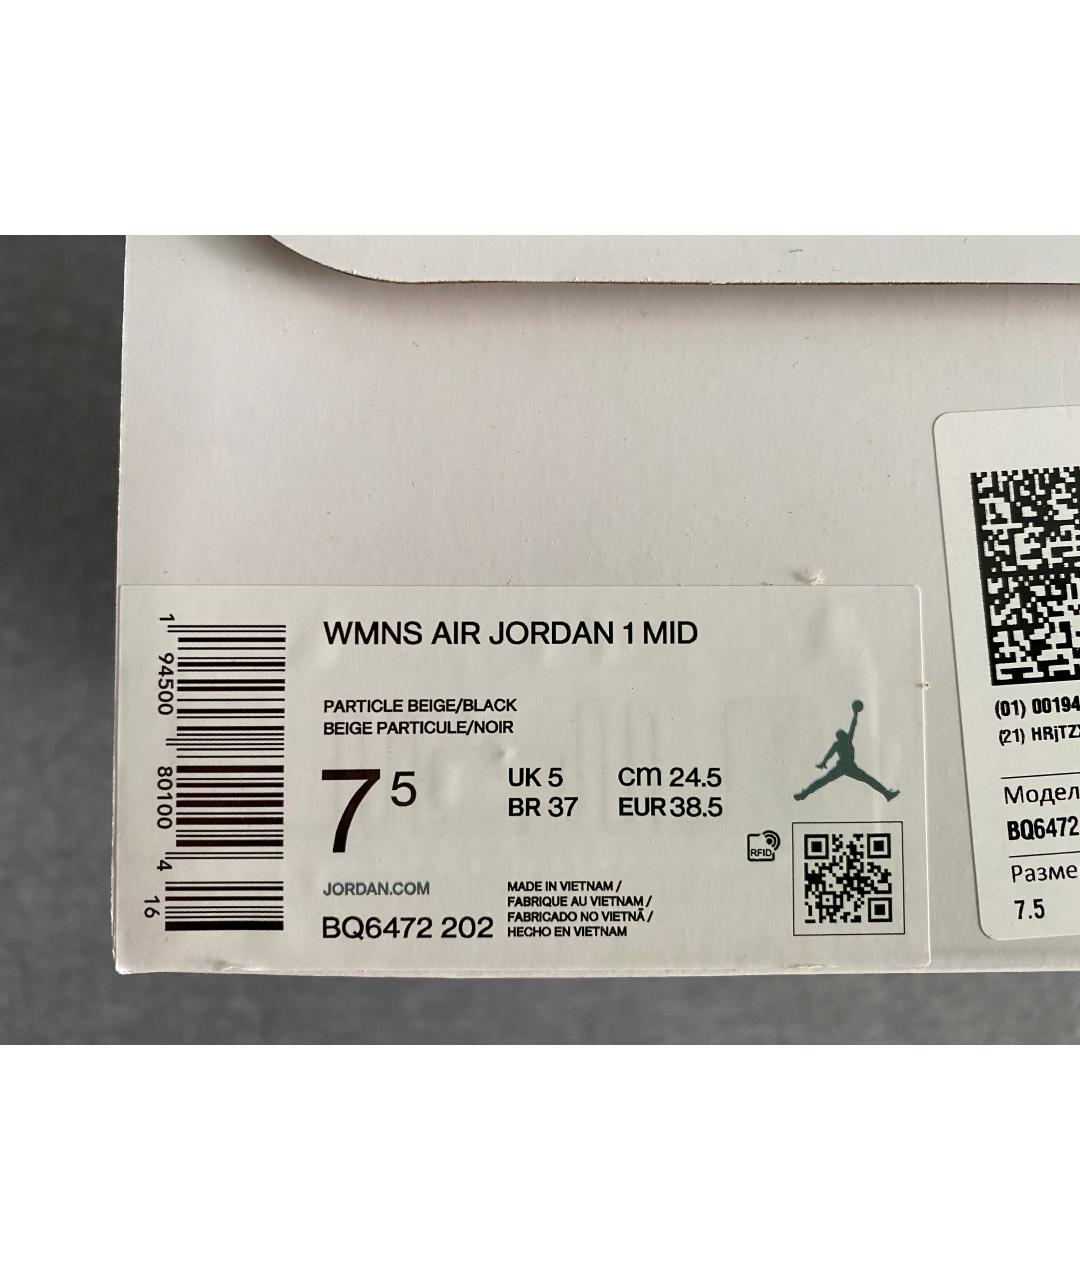 WMNS AIR JORDAN 1 MID
PARTICLE BEIGE/BLACK
BEIGE PARTICULE/NOIR
7 5
UK 5
BR 37
cm 24.5
EUR 38.5
JORDAN.COM
BQ6472 202
MADE IN VIETNAM /
FABRIQUE AU VIETNAM /
FABRICADO NO VIETNÃ /
HECHO EN VIETNAM
RFID
1 94500 80100 4
16
(01) 00194
(21) HRjTZ
Модел
BQ6472
Разме
7.5